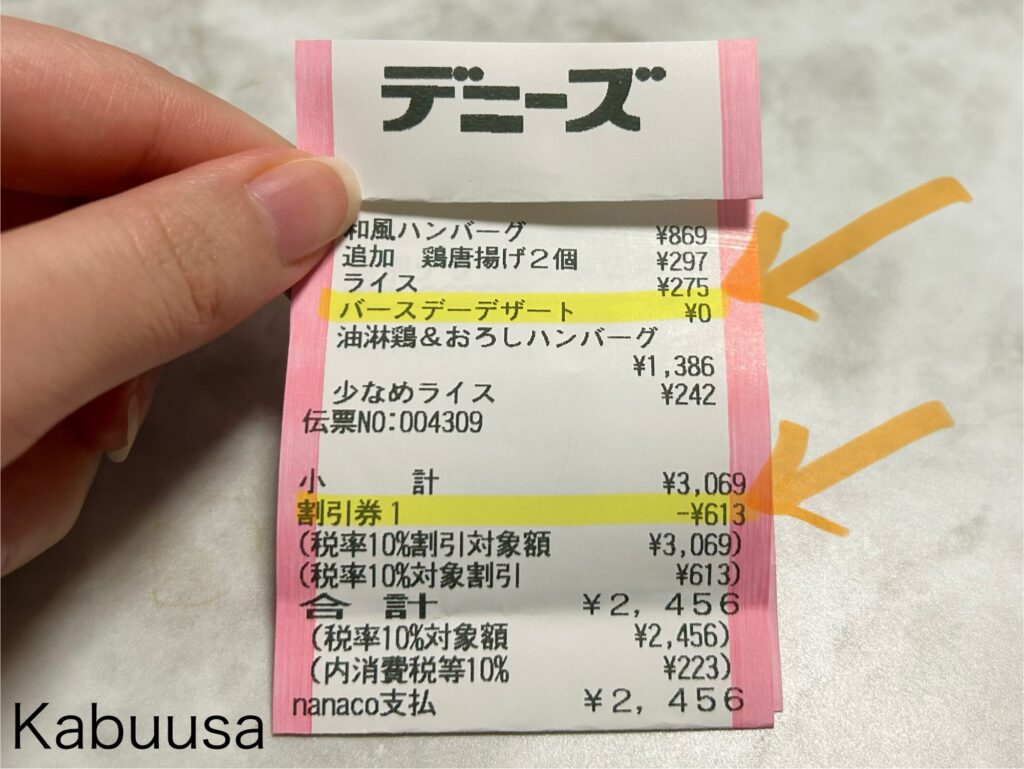 デニーズ
和風ハンバーグ ¥869
追加 鶏唐揚げ2個 ¥297
ライス ¥275
バースデーデザート ¥0
油淋鶏&おろしハンバーグ
¥1,386
少なめライス ¥242
伝票NO:004309
小 計 ¥3,069
割引券1 -¥613
(税率10%割引対象額 ¥3,069)
(税率10%対象割引 ¥613)
合 計 ¥2,456
(税率10%対象額 ¥2,456)
(内消費税等10% ¥223)
nanaco支払 ¥2,456
Kabuusa